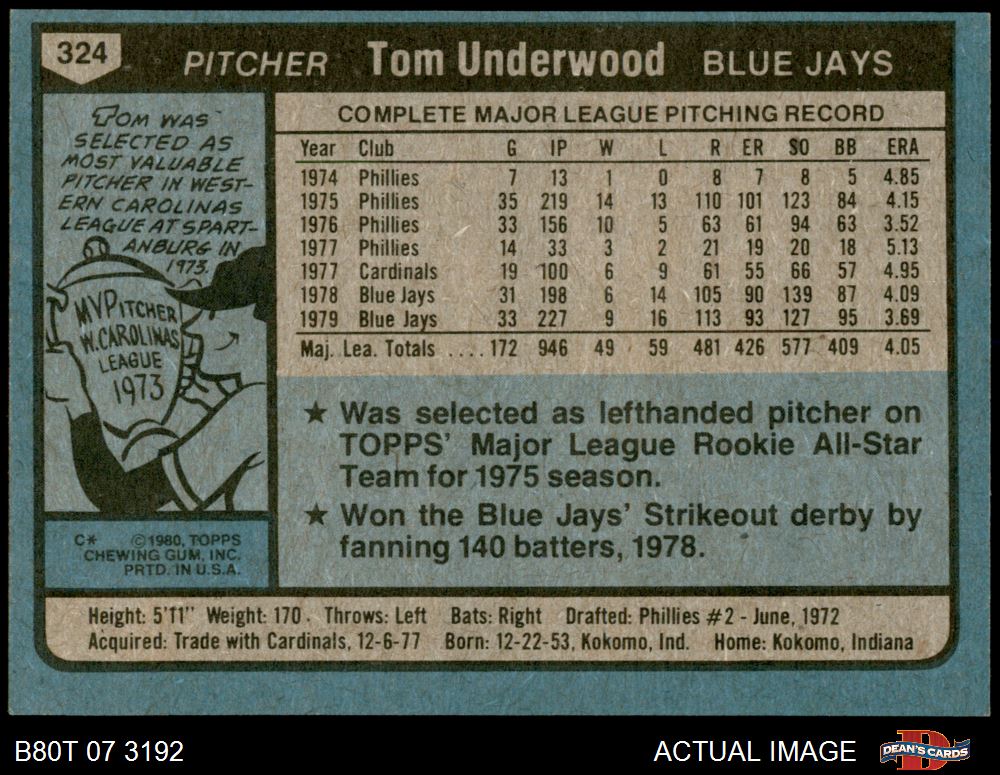 324 PITCHER Tom Underwood BLUE JAYS
TOM WAS
SELECTED AS
MOST VALUABLE
PITCHER IN WEST-
ERN CAROLINAS
LEAGUE AT SPART-
ANBURG IN
1973.
MVPITCHER
W. CAROLINAS
LEAGUE
1973
C* ©1980, TOPPS
CHEWING GUM, INC.
PRTD. IN U.S.A.
COMPLETE MAJOR LEAGUE PITCHING RECORD
Year Club G IP W L R ER SO BB ERA
1974 Phillies 7 13 1 0 8 7 8 5 4.85
1975 Phillies 35 219 14 13 110 101 123 84 4.15
1976 Phillies 33 156 10 5 63 61 94 63 3.52
1977 Phillies 14 33 3 2 21 19 20 18 5.13
1977 Cardinals 19 100 6 9 61 55 66 57 4.95
1978 Blue Jays 31 198 6 14 105 90 139 87 4.09
1979 Blue Jays 33 227 9 16 113 93 127 95 3.69
Maj. Lea. Totals ....172 946 49 59 481 426 577 409 4.05
★ Was selected as lefthanded pitcher on
TOPPS' Major League Rookie All-Star
Team for 1975 season.
★ Won the Blue Jays' Strikeout derby by
fanning 140 batters, 1978.
Height: 5'11" Weight: 170. Throws: Left Bats: Right Drafted: Phillies #2 - June, 1972
Acquired: Trade with Cardinals, 12-6-77 Born: 12-22-53, Kokomo, Ind. Home: Kokomo, Indiana
B80T 07 3192 ACTUAL IMAGE DEAN'S CARDS